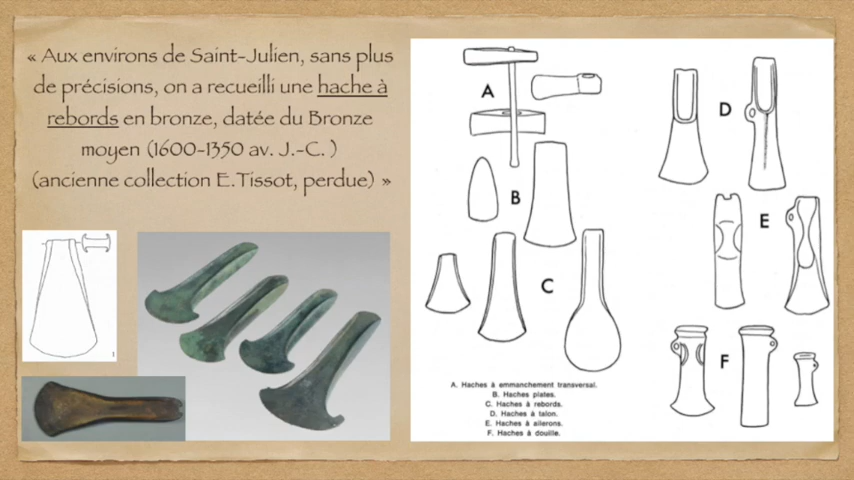 « Aux environs de Saint-Julien, sans plus
de précisions, on a recueilli une hache à
rebords en bronze, datée du Bronze
moyen (1600-1350 av. J.-C. )
(ancienne collection E.Tissot, perdue) »
A
B
C
D
E
F
A. Haches à emmanchement transversal.
B. Haches plates.
C. Haches à rebords.
D. Haches à talon.
E. Haches à ailerons.
F. Haches à douille.
1